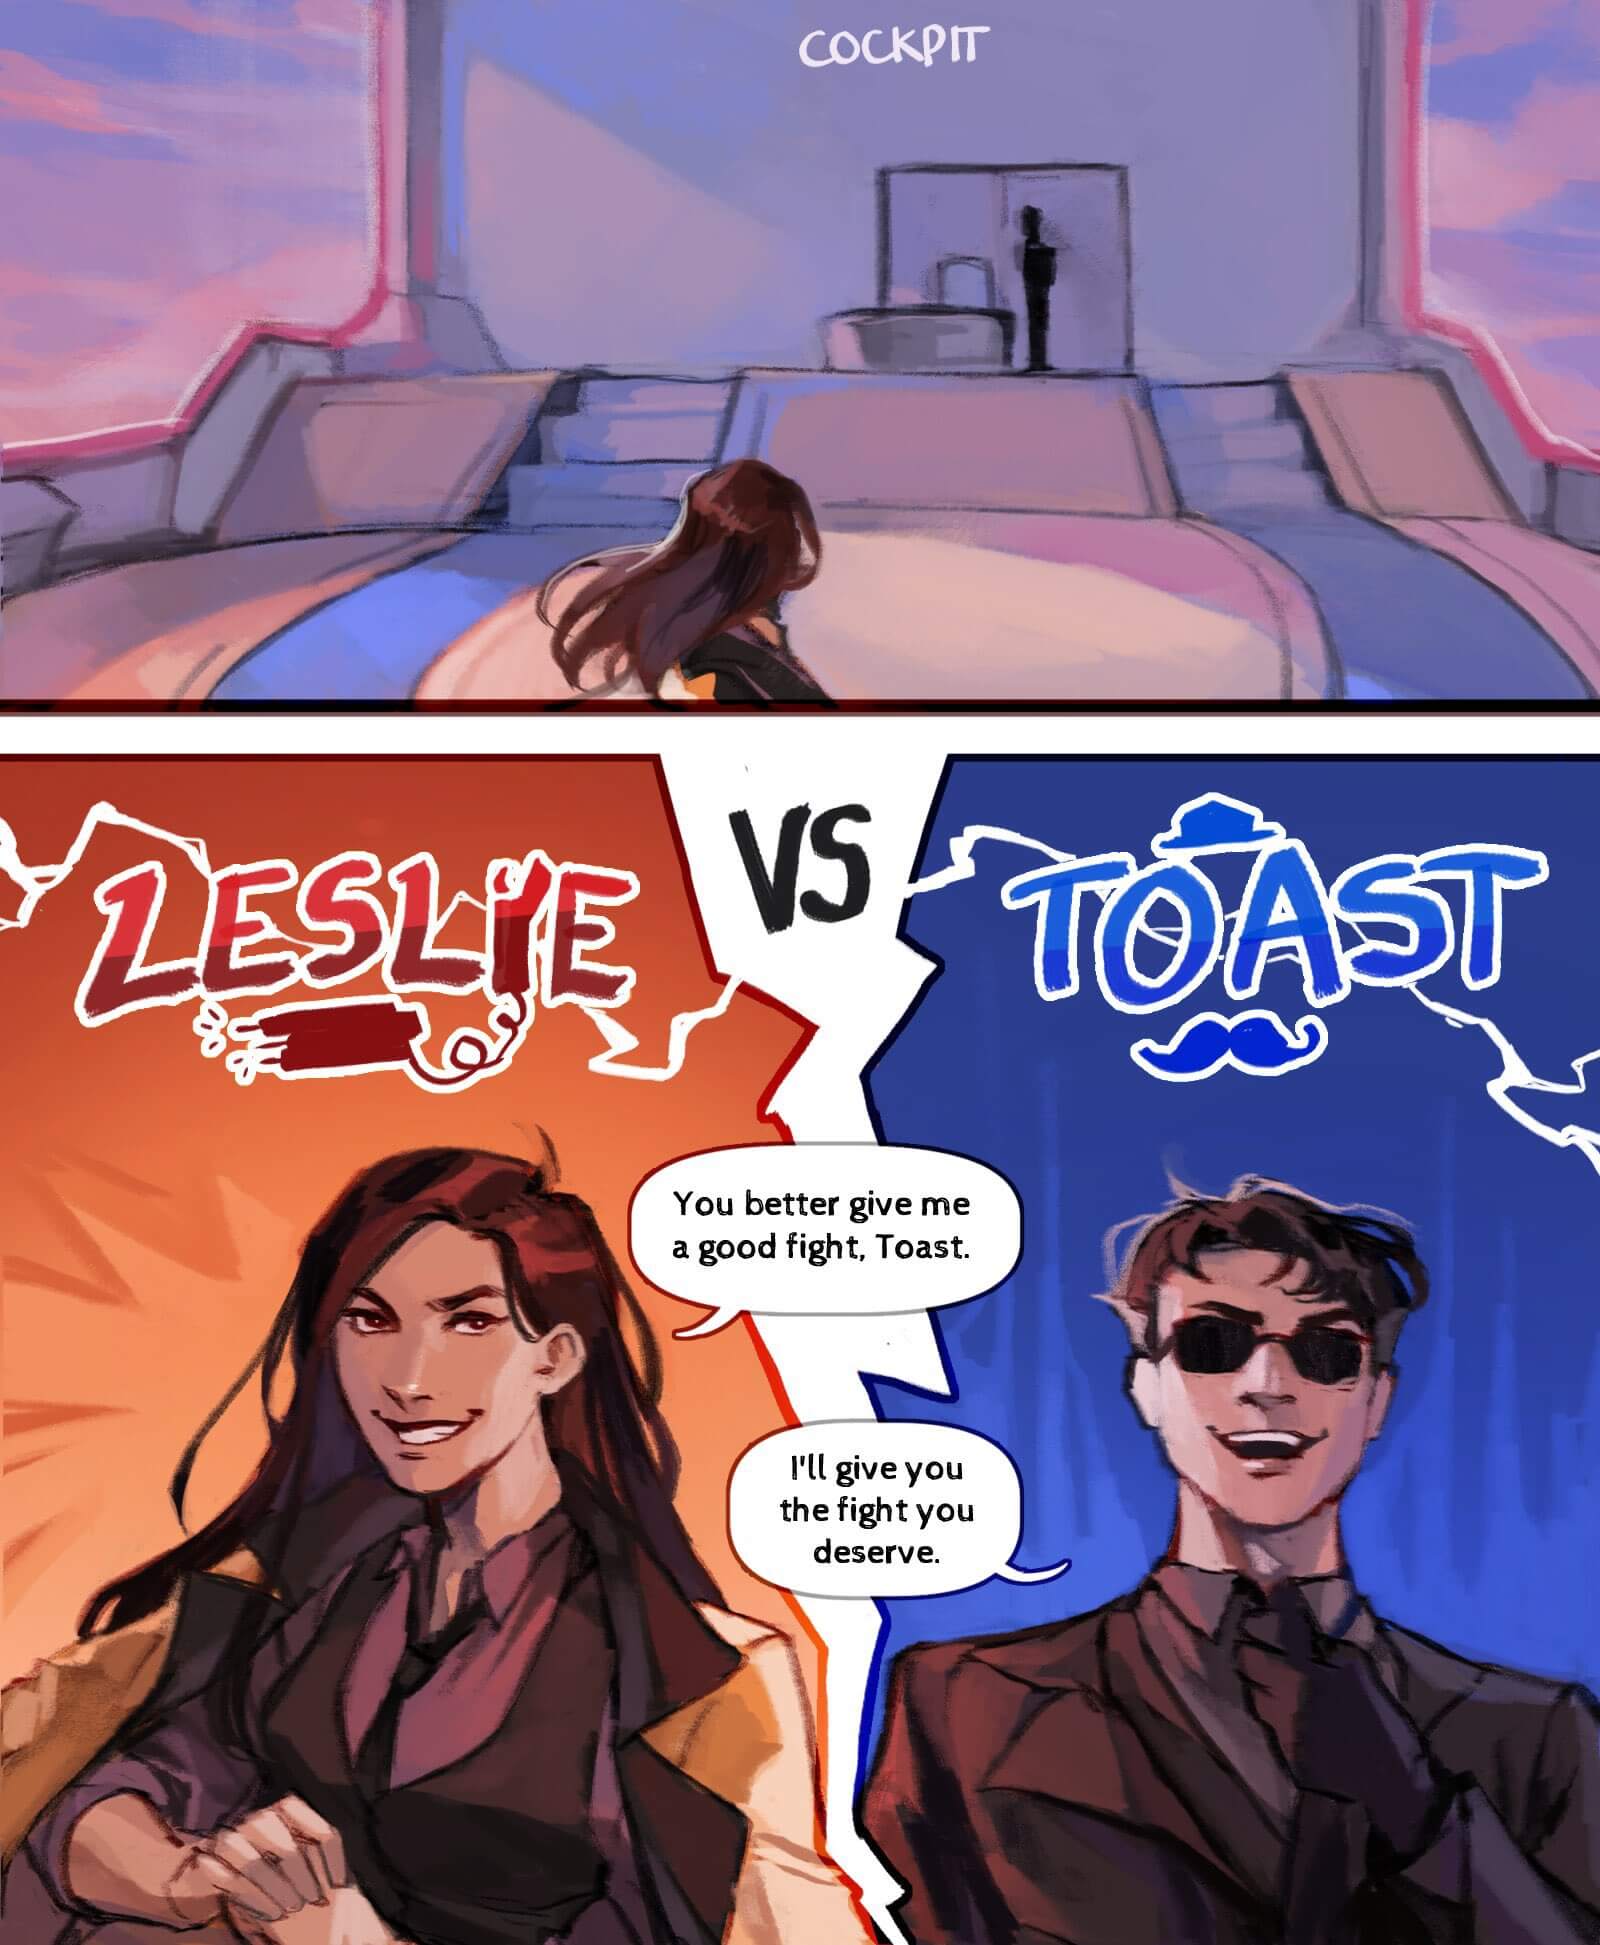 COCKPIT
VS
LESLIE
TOAST
You better give me
a good fight, Toast.
I'll give you
the fight you
deserve.